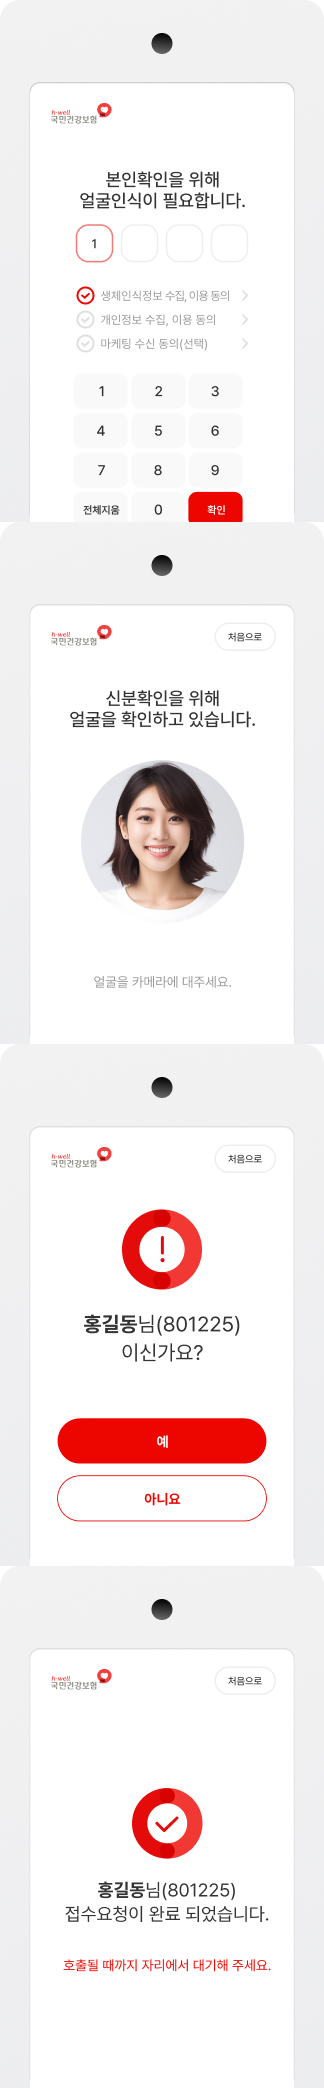 h-well
국민건강보험
본인확인을 위해
얼굴인식이 필요합니다.
1
생체인식정보 수집, 이용 동의
개인정보 수집, 이용 동의
마케팅 수신 동의(선택)
1 2 3
4 5 6
7 8 9
전체지움 0 확인
h-well
국민건강보험
처음으로
신분확인을 위해
얼굴을 확인하고 있습니다.
얼굴을 카메라에 대주세요.
h-well
국민건강보험
처음으로
홍길동님(801225)
이신가요?
예
아니요
h-well
국민건강보험
처음으로
홍길동님(801225)
접수요청이 완료 되었습니다.
호출될 때까지 자리에서 대기해 주세요.